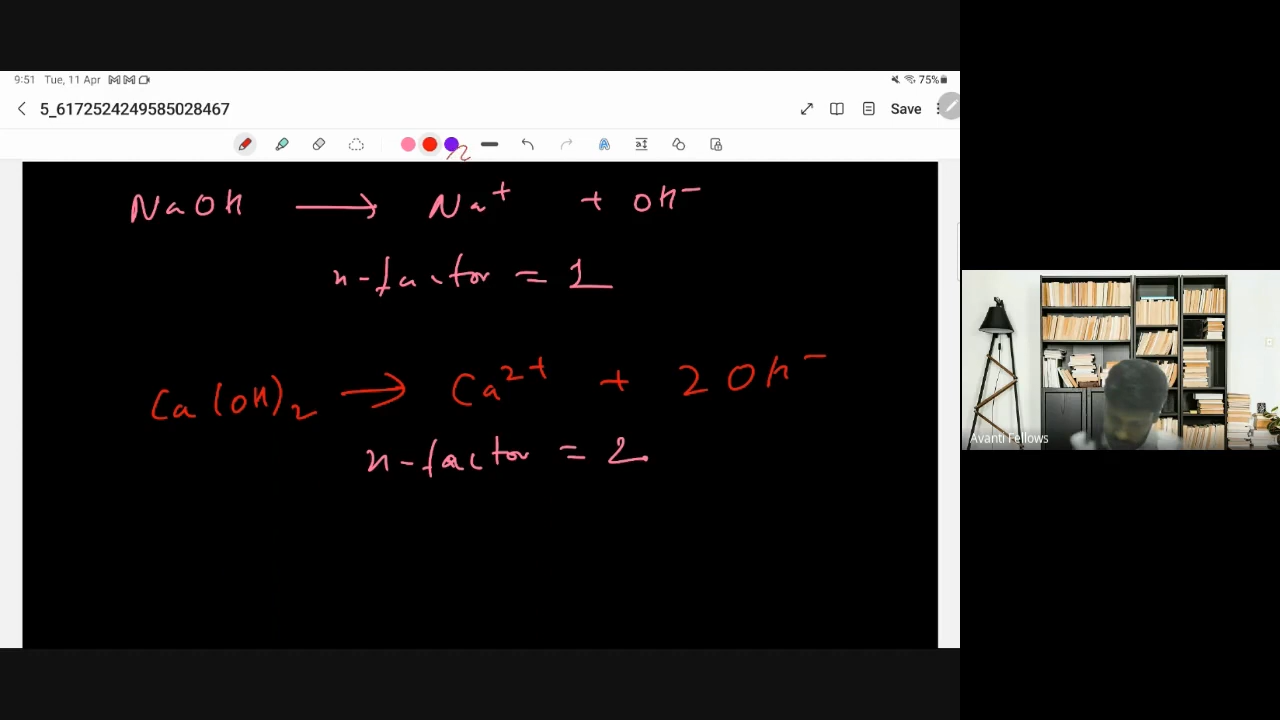 9:51 Tue, 11 Apr 75%
5_6172524249585028467 Save
NaOH ⟶ Na⁺ + OH⁻
n-factor = 1
Ca(OH)₂ ⟶ Ca²⁺ + 2OH⁻
n-factor = 2
Avanti Fellows